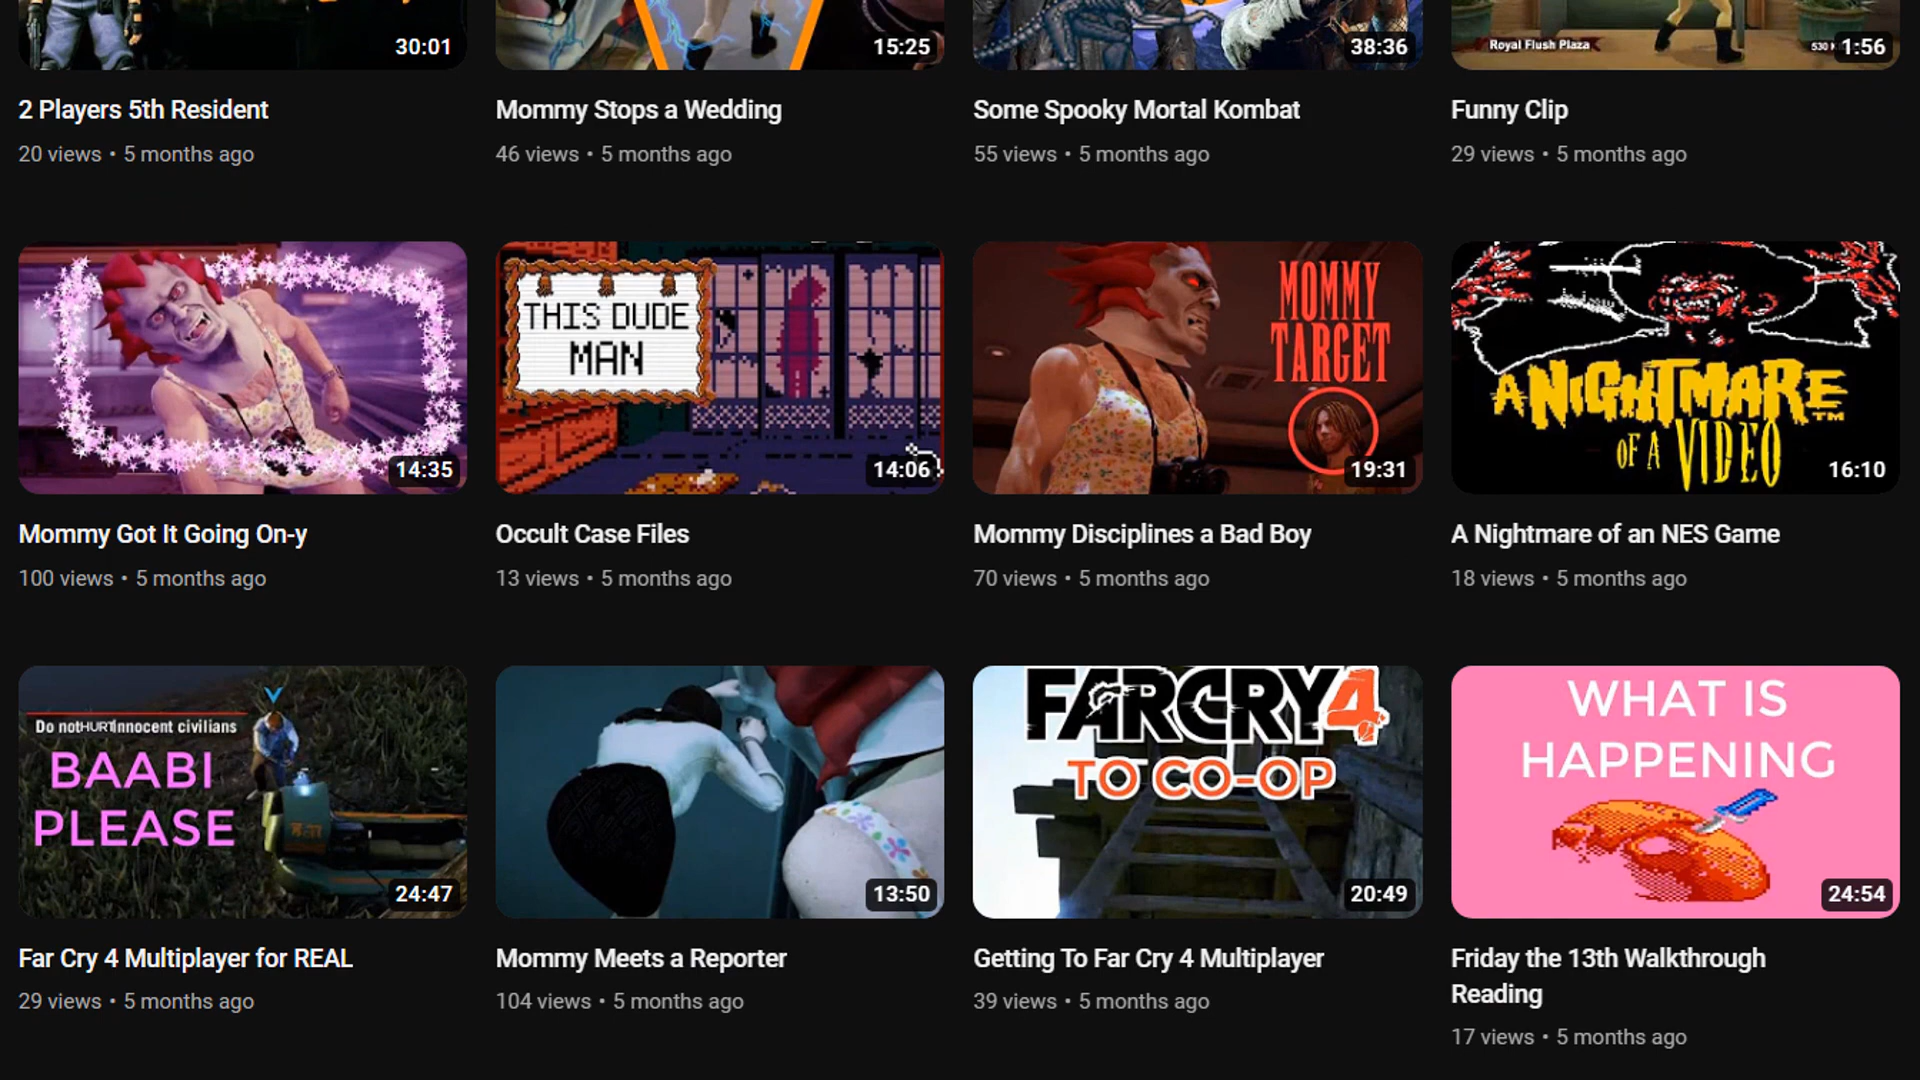 30:01
15:25
38:36
Royal Flush Plaza
530
1:56
2 Players 5th Resident
20 views • 5 months ago
Mommy Stops a Wedding
46 views • 5 months ago
Some Spooky Mortal Kombat
55 views • 5 months ago
Funny Clip
29 views • 5 months ago
14:35
THIS DUDE
MAN
14:06
MOMMY
TARGET
19:31
A NIGHTMARE™
OF A VIDEO
16:10
Mommy Got It Going On-y
100 views • 5 months ago
Occult Case Files
13 views • 5 months ago
Mommy Disciplines a Bad Boy
70 views • 5 months ago
A Nightmare of an NES Game
18 views • 5 months ago
Do not HURT innocent civilians
BAABI
PLEASE
24:47
13:50
FARCRY4
TO CO-OP
20:49
WHAT IS
HAPPENING
24:54
Far Cry 4 Multiplayer for REAL
29 views • 5 months ago
Mommy Meets a Reporter
104 views • 5 months ago
Getting To Far Cry 4 Multiplayer
39 views • 5 months ago
Friday the 13th Walkthrough
Reading
17 views • 5 months ago